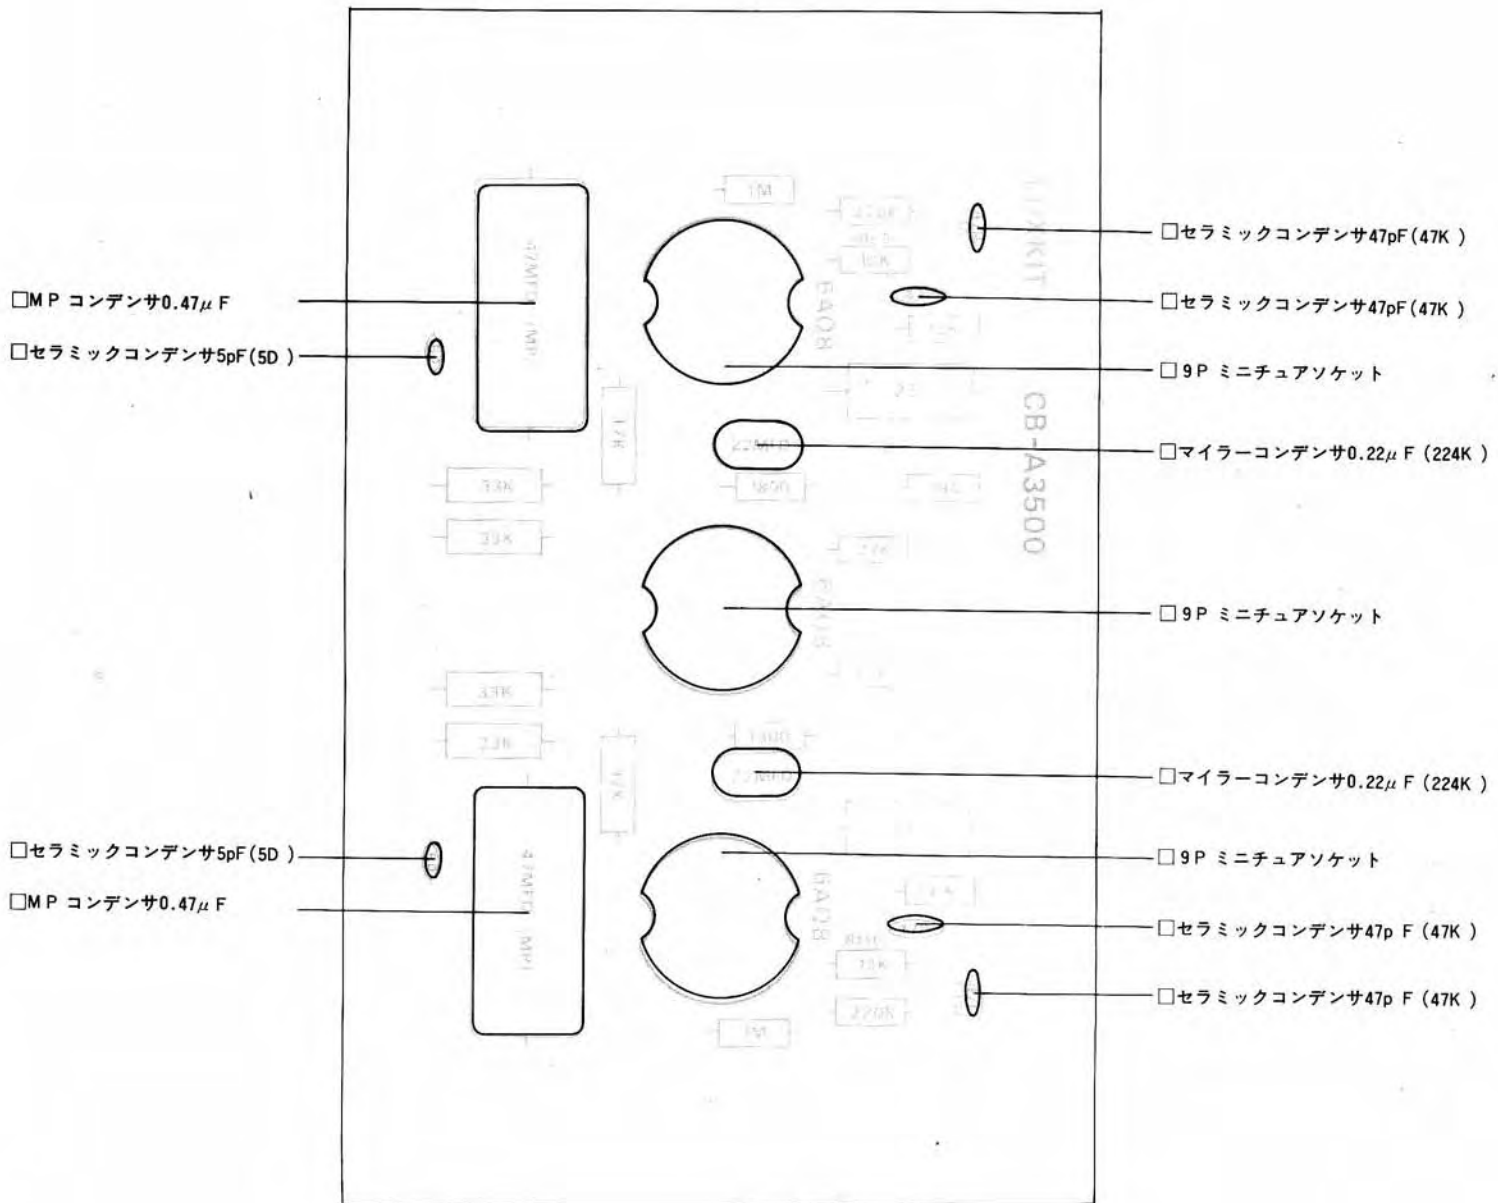 □MP コンデンサ0.47μF
□セラミックコンデンサ5pF(5D )
□セラミックコンデンサ5pF(5D )
□MP コンデンサ0.47μF
□セラミックコンデンサ47pF(47K )
□セラミックコンデンサ47pF(47K )
□9P ミニチュアソケット
□マイラーコンデンサ0.22μF (224K )
□9P ミニチュアソケット
□マイラーコンデンサ0.22μF (224K )
□9P ミニチュアソケット
□セラミックコンデンサ47p F (47K )
□セラミックコンデンサ47p F (47K )
CB-A3500
1M
33K
33K
33K
6AQ8
6AQ8
47MFD
47MFD
10K
220K
1M